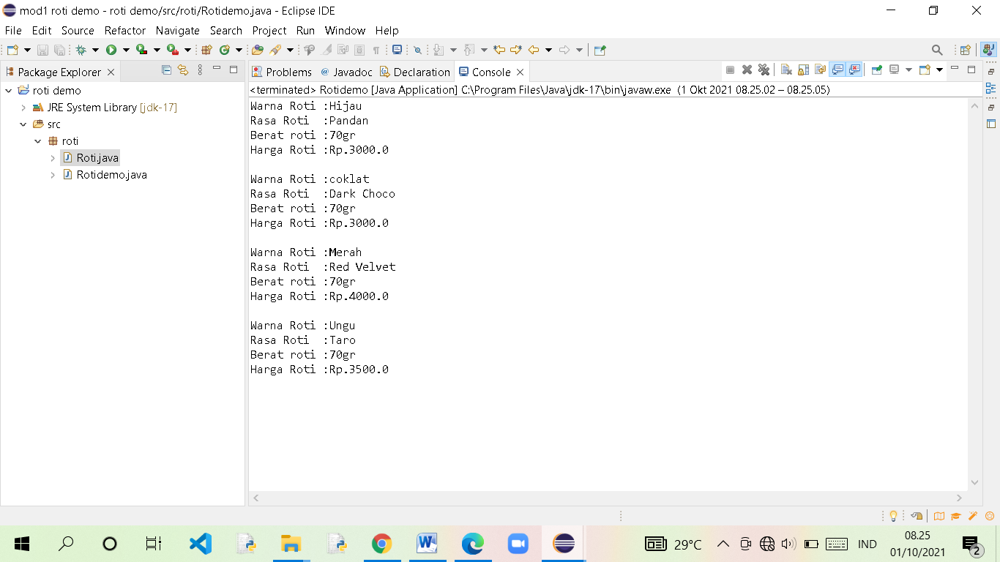 mod1 roti demo - roti demo/src/roti/Rotidemo.java - Eclipse IDE
File Edit Source Refactor Navigate Search Project Run Window Help
Package Explorer
Problems @ Javadoc Declaration Console
<terminated> Rotidemo [Java Application] C:\Program Files\Java\jdk-17\bin\javaw.exe (1 Okt 2021 08.25.02 – 08.25.05)
roti demo
JRE System Library [jdk-17]
src
roti
Roti.java
Rotidemo.java
Warna Roti :Hijau
Rasa Roti  :Pandan
Berat roti :70gr
Harga Roti :Rp.3000.0
Warna Roti :coklat
Rasa Roti  :Dark Choco
Berat roti :70gr
Harga Roti :Rp.3000.0
Warna Roti :Merah
Rasa Roti  :Red Velvet
Berat roti :70gr
Harga Roti :Rp.4000.0
Warna Roti :Ungu
Rasa Roti  :Taro
Berat roti :70gr
Harga Roti :Rp.3500.0
29°C
IND
08.25
01/10/2021
2